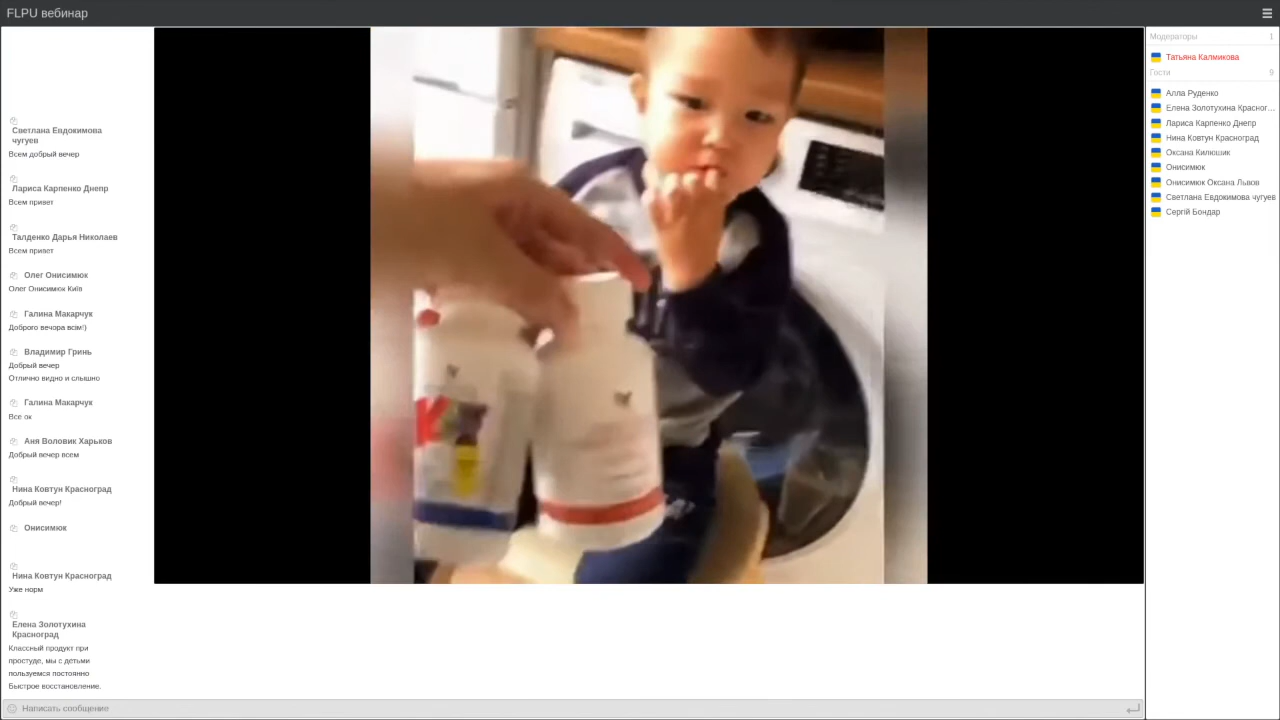 FLPU вебинар
Светлана Евдокимова
чугуев
Всем добрый вечер
Лариса Карпенко Днепр
Всем привет
Талденко Дарья Николаев
Всем привет
Олег Онисимюк
Олег Онисимюк Київ
Галина Макарчук
Доброго вечора всім!)
Владимир Гринь
Добрый вечер
Отлично видно и слышно
Галина Макарчук
Все ок
Аня Воловик Харьков
Добрый вечер всем
Нина Ковтун Красноград
Добрый вечер!
Онисимюк
Нина Ковтун Красноград
Уже норм
Елена Золотухина
Красноград
Классный продукт при
простуде, мы с детьми
пользуемся постоянно
Быстрое восстановление.
Написать сообщение
Модераторы 1
Татьяна Калмикова
Гости 9
Алла Руденко
Елена Золотухина Красног...
Лариса Карпенко Днепр
Нина Ковтун Красноград
Оксана Килюшик
Онисимюк
Онисимюк Оксана Львов
Светлана Евдокимова чугуев
Сергій Бондар